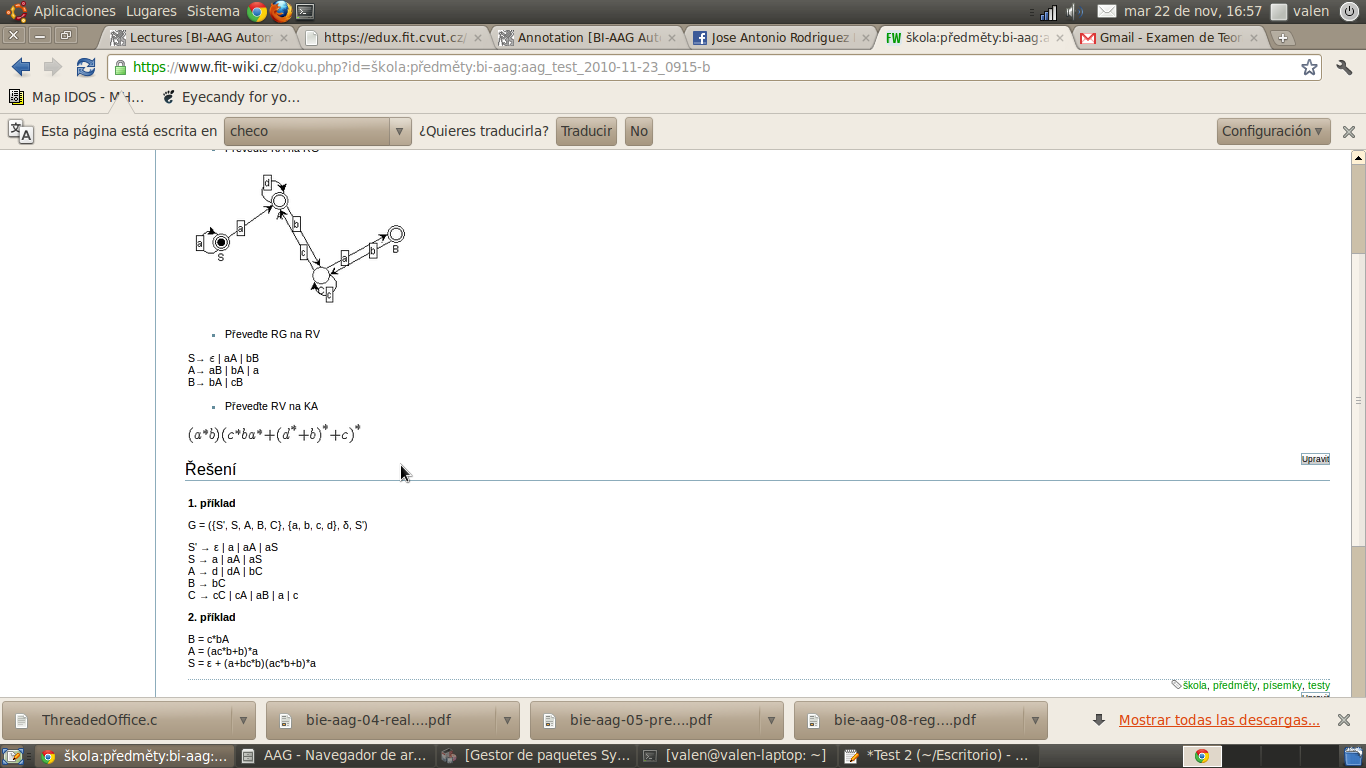 Aplicaciones Lugares Sistema mar 22 de nov, 16:57 valen
Lectures [BI-AAG Autom https://edux.fit.cvut.cz/ Annotation [BI-AAG Aut Jose Antonio Rodriguez FW škola:předměty:bi-aag:a Gmail - Examen de Teor
https://www.fit-wiki.cz/doku.php?id=škola:předměty:bi-aag:aag_test_2010-11-23_0915-b
Map IDOS - MH... Eyecandy for yo...
Esta página está escrita en checo ¿Quieres traducirla? Traducir No Configuración
d
A
a
b
a
S
c
a
b
B
C
c
Převeďte RG na RV
S→ ϵ | aA | bB
A→ aB | bA | a
B→ bA | cB
Převeďte RV na KA
(a*b)(c*ba*+(d*+b)*+c)*
Upravit
Řešení
1. příklad
G = ({S', S, A, B, C}, {a, b, c, d}, δ, S')
S' → ε | a | aA | aS
S → a | aA | aS
A → d | dA | bC
B → bC
C → cC | cA | aB | a | c
2. příklad
B = c*bA
A = (ac*b+b)*a
S = ε + (a+bc*b)(ac*b+b)*a
škola, předměty, písemky, testy
ThreadedOffice.c bie-aag-04-real....pdf bie-aag-05-pre....pdf bie-aag-08-reg....pdf Mostrar todas las descargas...
škola:předměty:bi-aag:... AAG - Navegador de ar... [Gestor de paquetes Sy... [valen@valen-laptop: ~] *Test 2 (~/Escritorio) - ...